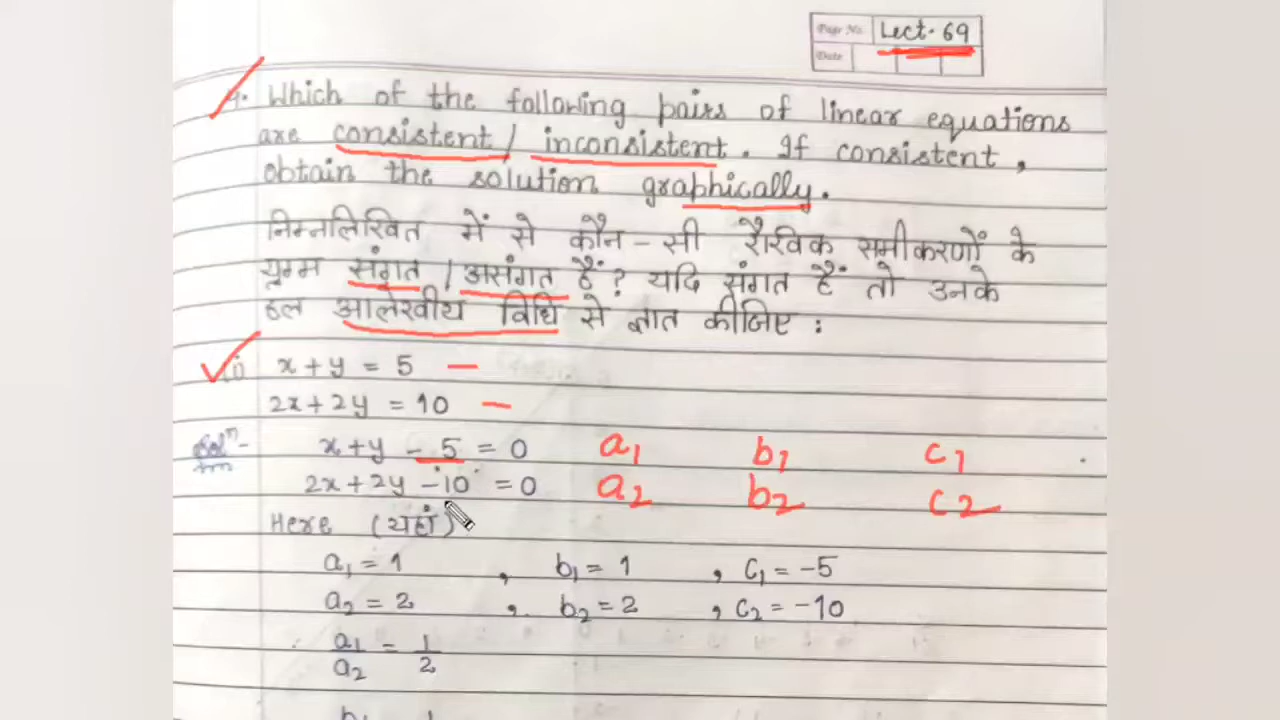 Page No. Lect. 69
Date
4. Which of the following pairs of linear equations
are consistent / inconsistent. If consistent,
obtain the solution graphically.
निम्नलिखित में से कौन - सी रैखिक समीकरणों के
युग्म संगत / असंगत हैं? यदि संगत हैं तो उनके
हल आलेखीय विधि से ज्ञात कीजिए :
(i) x + y = 5 —
2x + 2y = 10 —
Solⁿ- x + y - 5 = 0 a₁ b₁ c₁
2x + 2y - 10 = 0 a₂ b₂ c₂
Here (यहाँ)
a₁ = 1 , b₁ = 1 , c₁ = -5
a₂ = 2 , b₂ = 2 , c₂ = -10
a₁/a₂ = 1/2